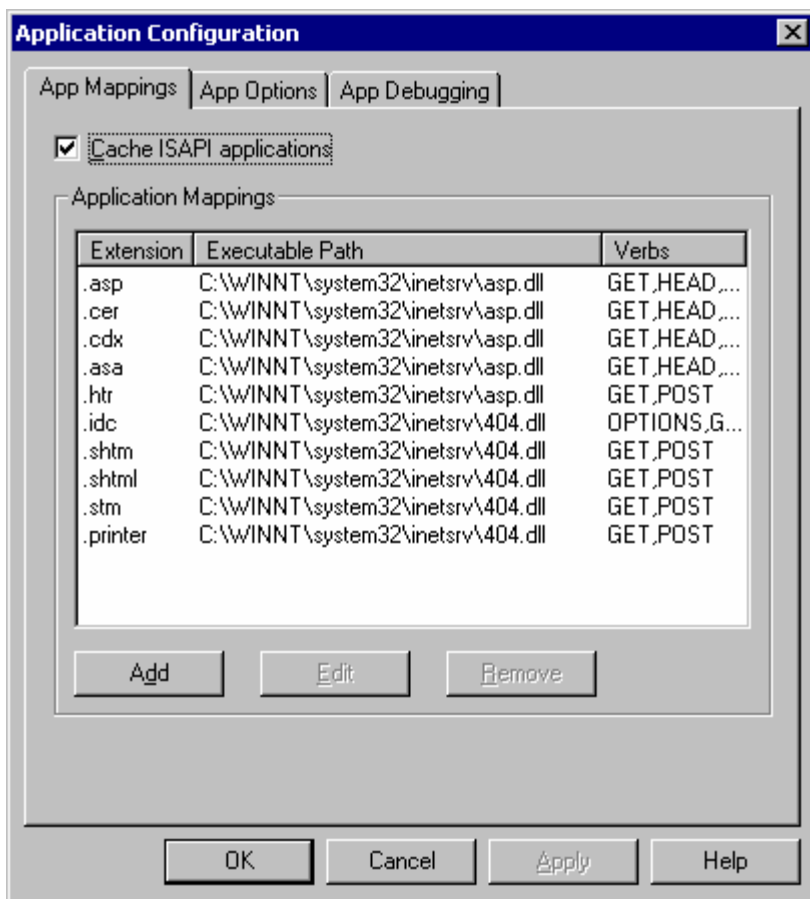 Application Configuration
App Mappings App Options App Debugging
Cache ISAPI applications
Application Mappings
Extension Executable Path Verbs
.asp C:\WINNT\system32\inetsrv\asp.dll GET,HEAD,...
.cer C:\WINNT\system32\inetsrv\asp.dll GET,HEAD,...
.cdx C:\WINNT\system32\inetsrv\asp.dll GET,HEAD,...
.asa C:\WINNT\system32\inetsrv\asp.dll GET,HEAD,...
.htr C:\WINNT\system32\inetsrv\asp.dll GET,POST
.idc C:\WINNT\system32\inetsrv\404.dll OPTIONS,G...
.shtm C:\WINNT\system32\inetsrv\404.dll GET,POST
.shtml C:\WINNT\system32\inetsrv\404.dll GET,POST
.stm C:\WINNT\system32\inetsrv\404.dll GET,POST
.printer C:\WINNT\system32\inetsrv\404.dll GET,POST
Add Edit Remove
OK Cancel Apply Help